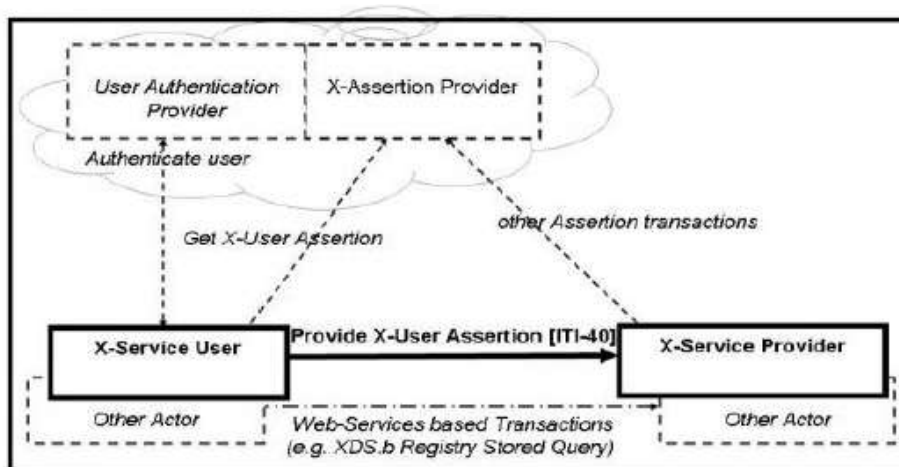 User Authentication
Provider
X-Assertion Provider
Authenticate user
Get X-User Assertion
other Assertion transactions
X-Service User
Provide X-User Assertion [ITI-40]
X-Service Provider
Other Actor
Web-Services based Transactions
(e.g. XDS.b Registry Stored Query)
Other Actor